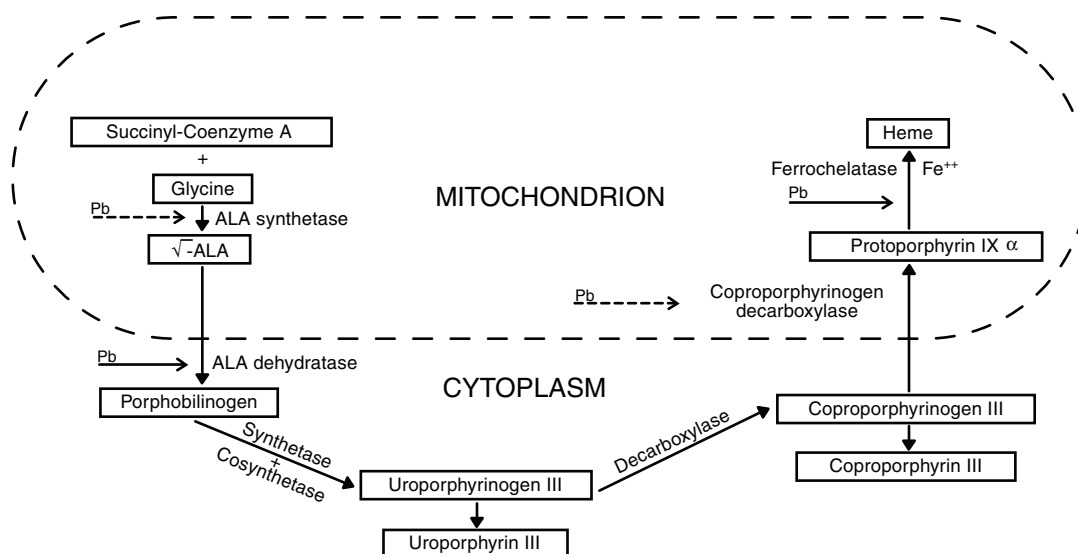 Succinyl-Coenzyme A
+
Glycine
Pb
ALA synthetase
√-ALA
Pb
ALA dehydratase
Porphobilinogen
Synthetase
+
Cosynthetase
Uroporphyrinogen III
Uroporphyrin III
Decarboxylase
MITOCHONDRION
CYTOPLASM
Heme
Ferrochelatase
Fe++
Pb
Protoporphyrin IX α
Pb
Coproporphyrinogen
decarboxylase
Coproporphyrinogen III
Coproporphyrin III